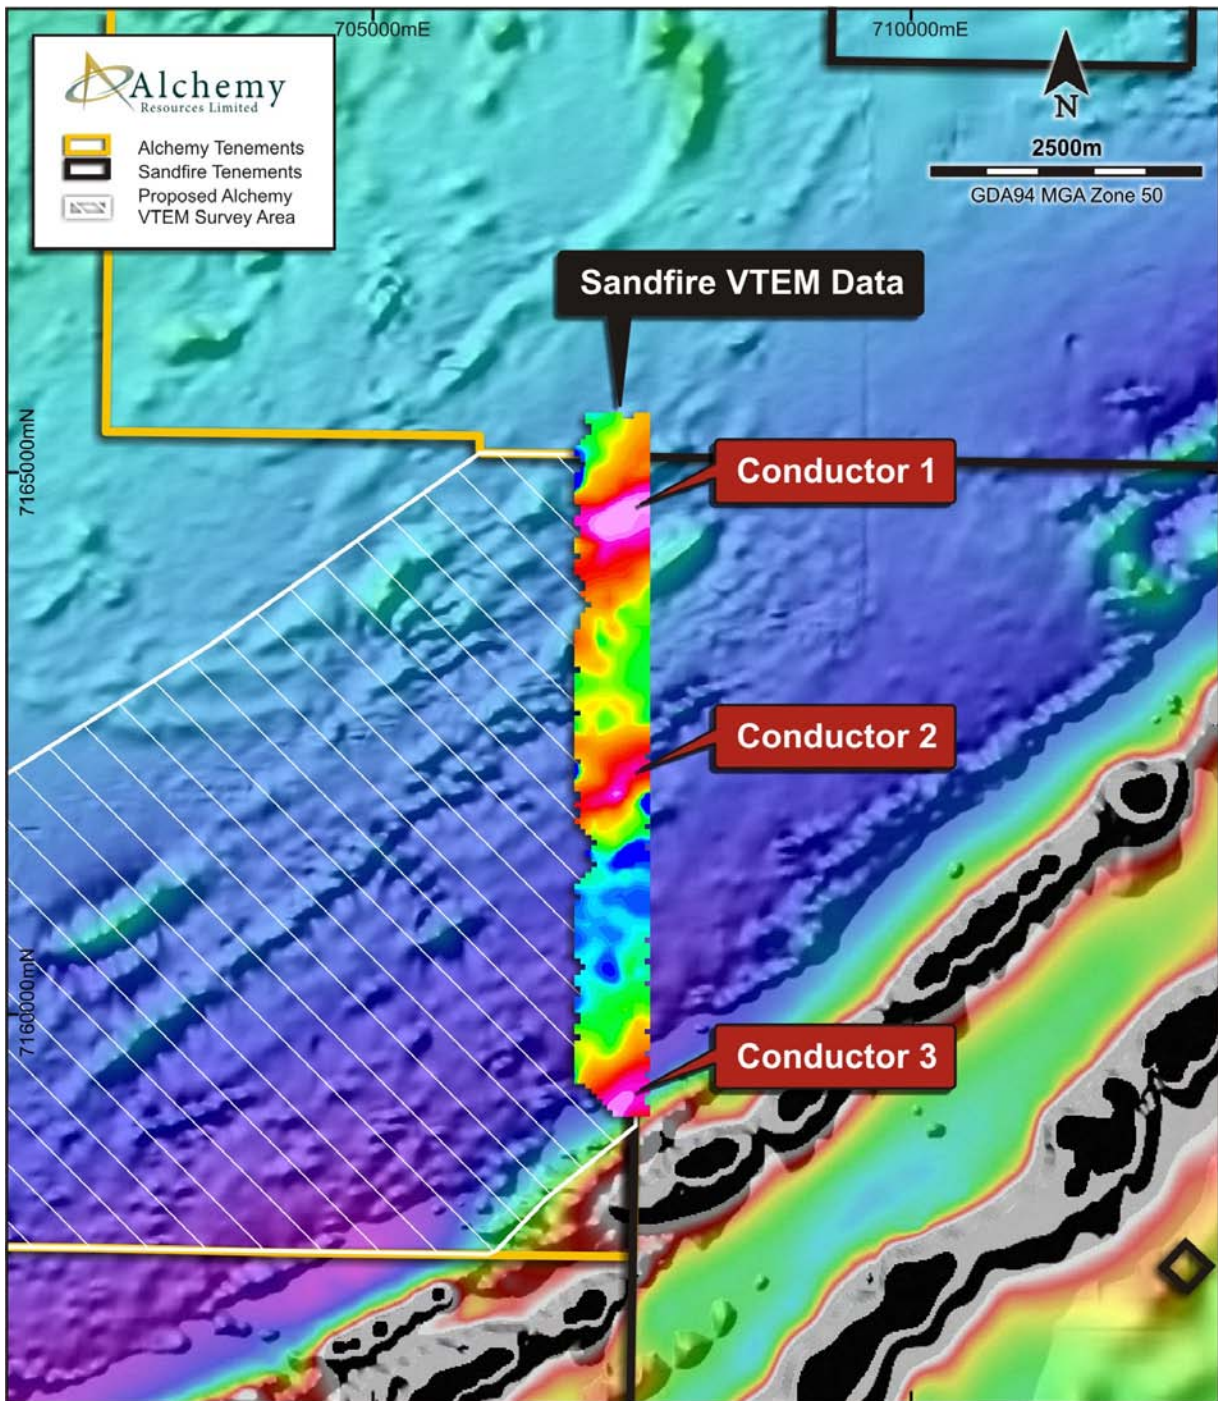 705000mE
710000mE
Alchemy
Resources Limited
Alchemy Tenements
Sandfire Tenements
Proposed Alchemy
VTEM Survey Area
N
2500m
GDA94 MGA Zone 50
Sandfire VTEM Data
7165000mN
Conductor 1
Conductor 2
7160000mN
Conductor 3